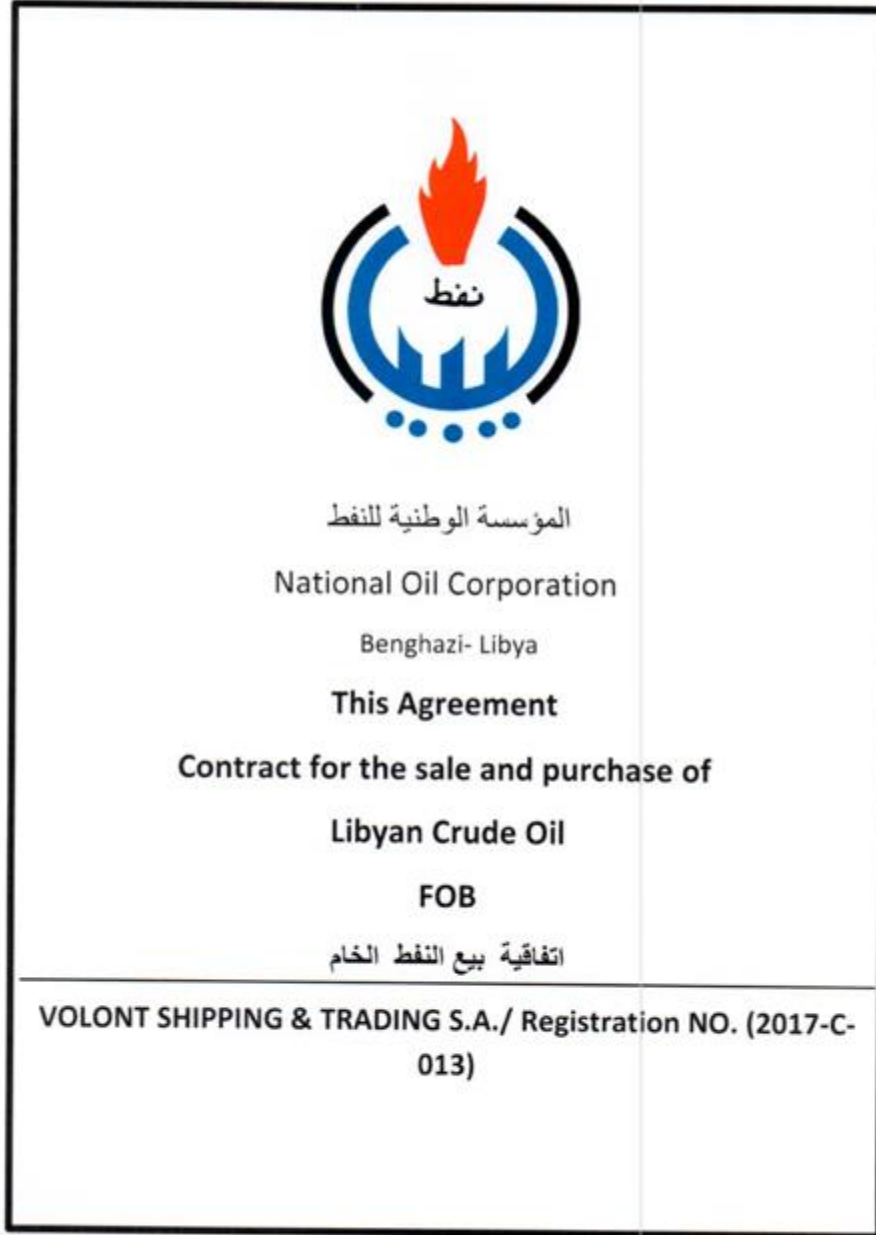 نفط
المؤسسة الوطنية للنفط
National Oil Corporation
Benghazi- Libya
This Agreement
Contract for the sale and purchase of
Libyan Crude Oil
FOB
اتفاقية بيع النفط الخام
VOLONT SHIPPING & TRADING S.A./ Registration NO. (2017-C-
013)